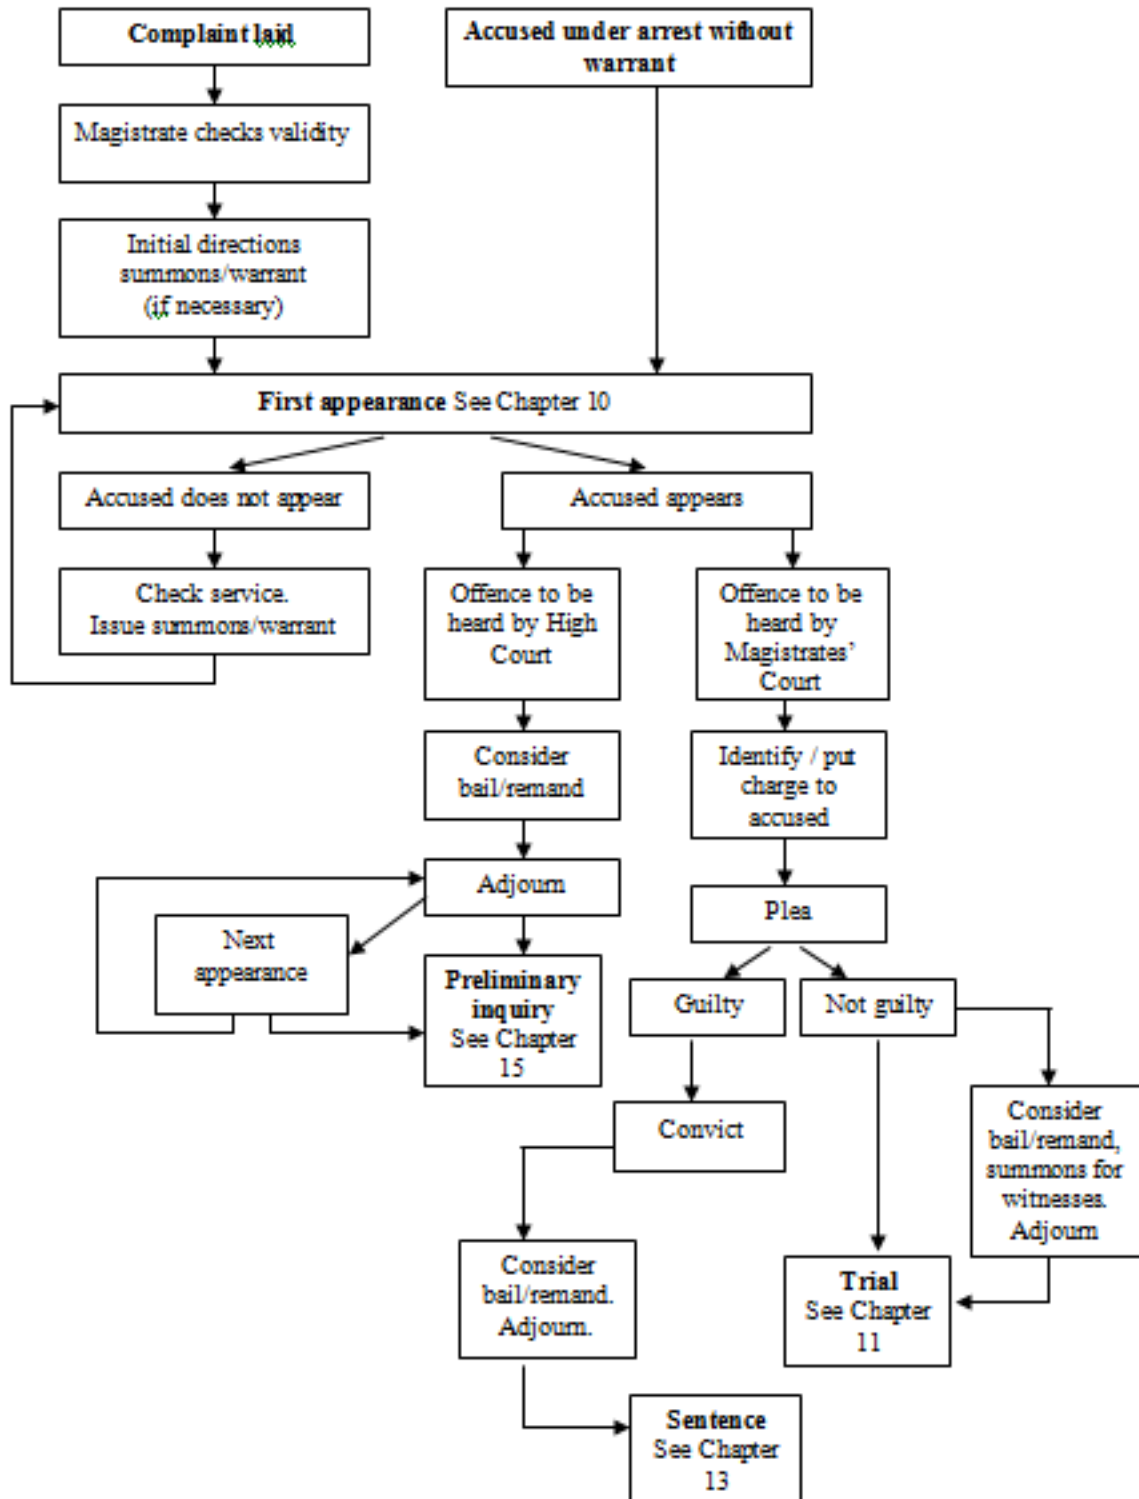 Complaint laid
Accused under arrest without
warrant
Magistrate checks validity
Initial directions
summons/warrant
(if necessary)
First appearance See Chapter 10
Accused does not appear
Accused appears
Check service.
Issue summons/warrant
Offence to be
heard by High
Court
Offence to be
heard by
Magistrates’
Court
Consider
bail/remand
Identify / put
charge to
accused
Adjourn
Plea
Next
appearance
Preliminary
inquiry
See Chapter
15
Guilty
Not guilty
Convict
Consider
bail/remand,
summons for
witnesses.
Adjourn
Consider
bail/remand.
Adjourn.
Trial
See Chapter
11
Sentence
See Chapter
13